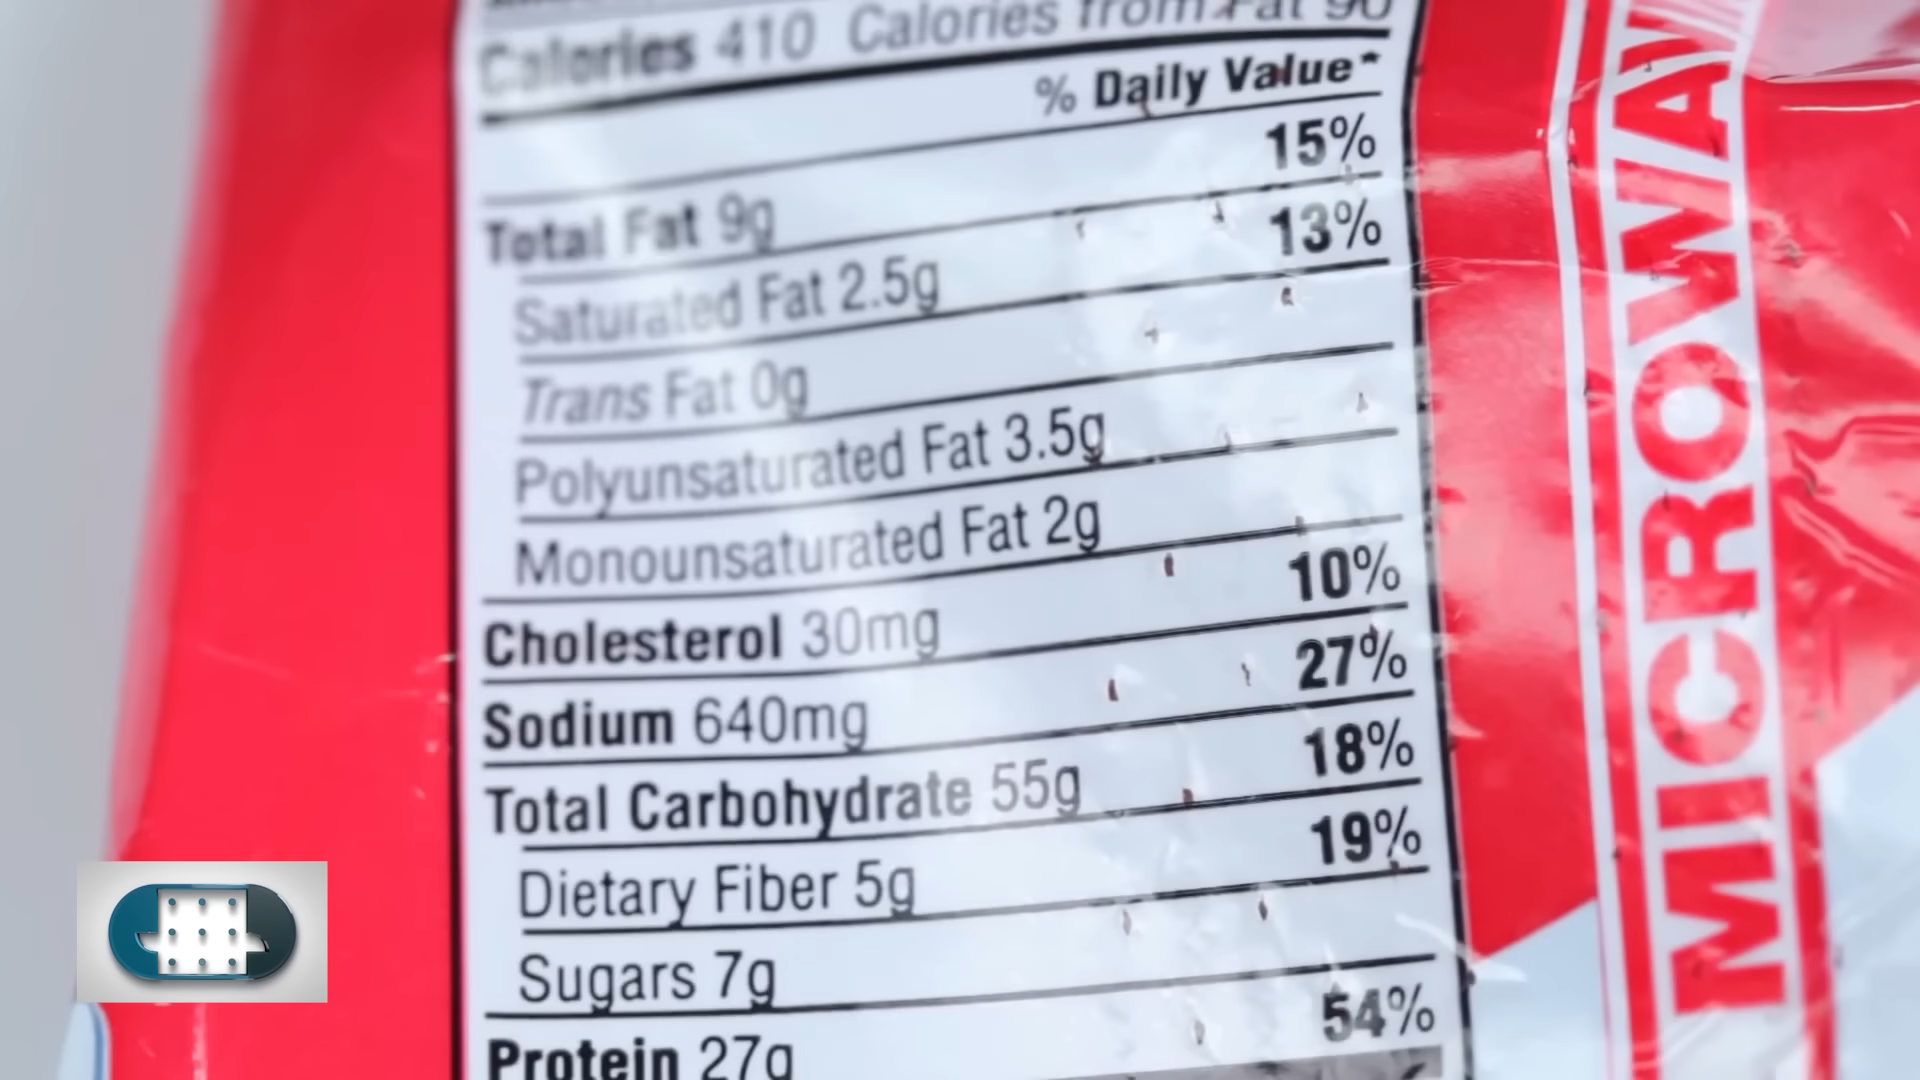 Calories 410 Calories from Fat 90
% Daily Value*
Total Fat 9g 15%
Saturated Fat 2.5g 13%
Trans Fat 0g
Polyunsaturated Fat 3.5g
Monounsaturated Fat 2g
Cholesterol 30mg 10%
Sodium 640mg 27%
Total Carbohydrate 55g 18%
Dietary Fiber 5g 19%
Sugars 7g
Protein 27g 54%
MICROWAV